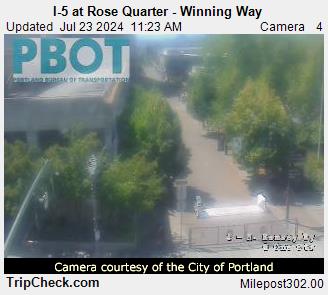 I-5 at Rose Quarter - Winning Way
Updated Jul 23 2024 11:23 AM Camera 4
PBOT
PORTLAND BUREAU OF TRANSPORTATION
Camera courtesy of the City of Portland
TripCheck.com Milepost302.00